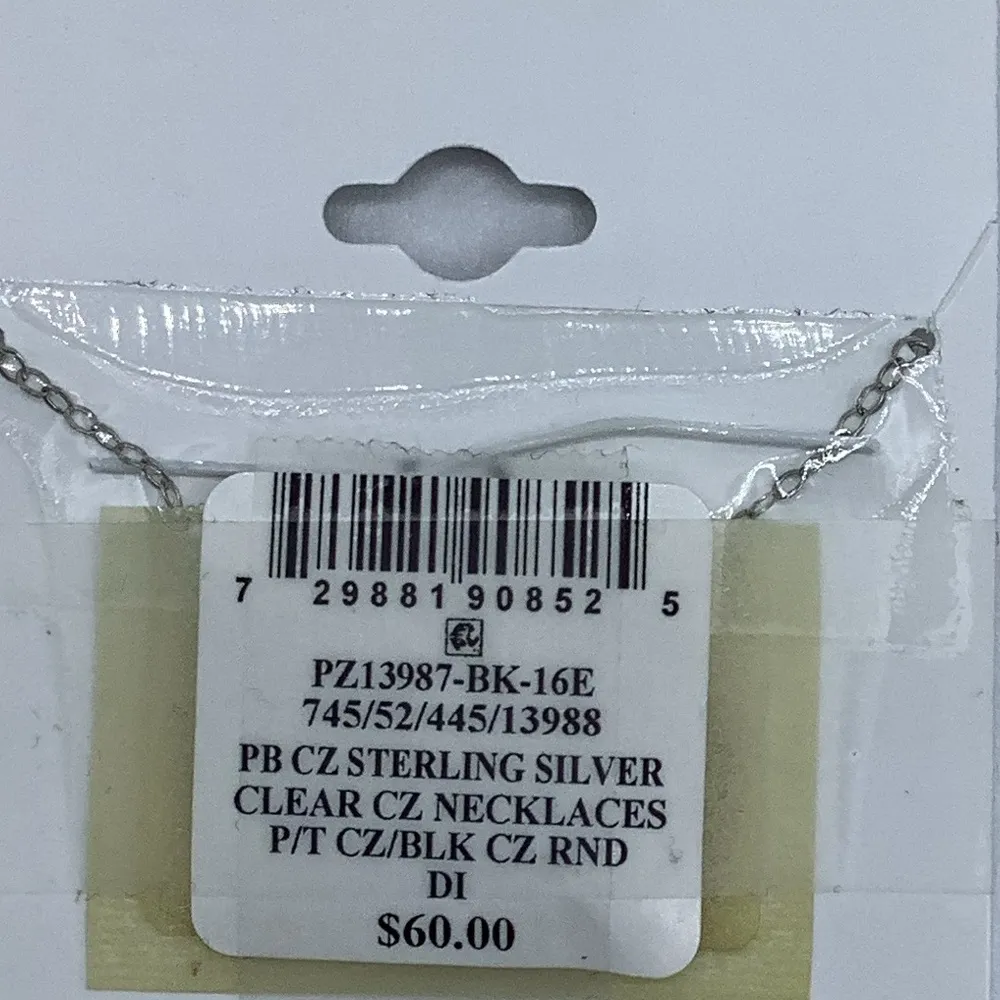 7 29881 90852 5
PZ13987-BK-16E
745/52/445/13988
PB CZ STERLING SILVER
CLEAR CZ NECKLACES
P/T CZ/BLK CZ RND
DI
$60.00